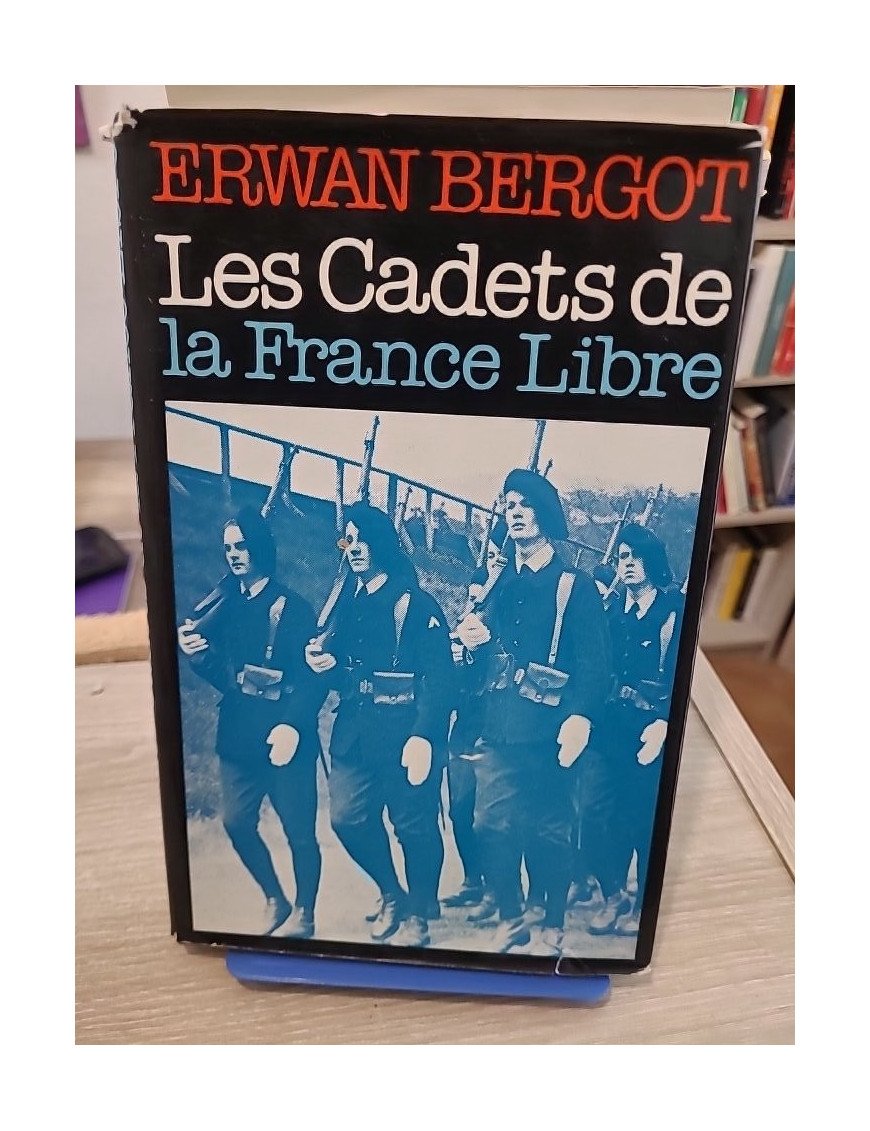 ERWAN BERGOT
Les Cadets de
la France Libre